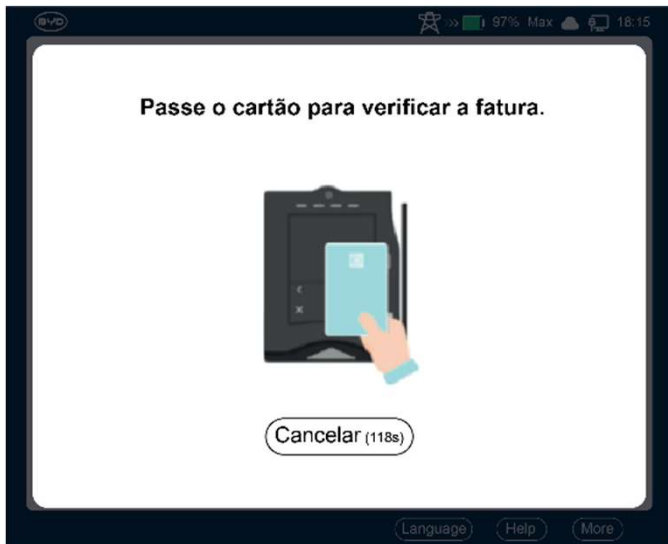 BYD 97% Max 18:15
Passe o cartão para verificar a fatura.
Cancelar (118s)
Language Help More